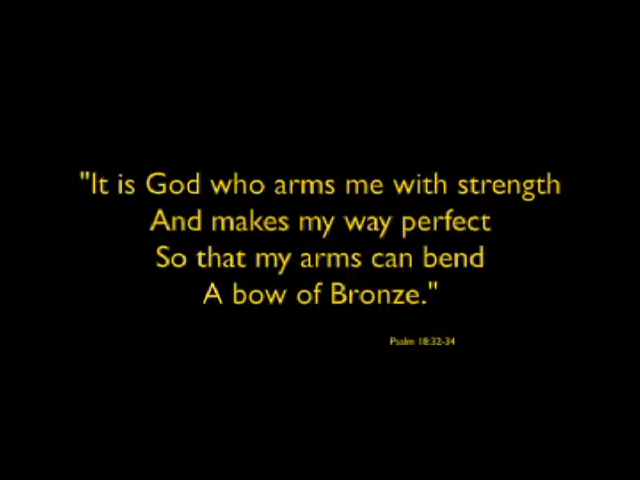 "It is God who arms me with strength
And makes my way perfect
So that my arms can bend
A bow of Bronze."
Psalm 18:32-34